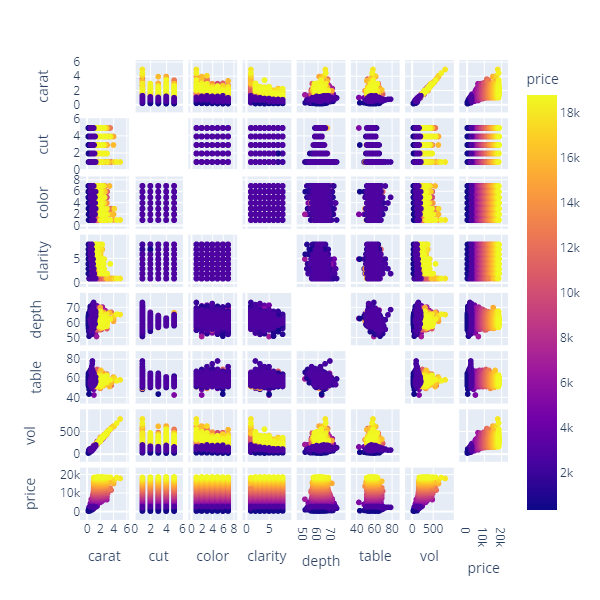 price
carat
6
4
2
0
cut
6
4
2
0
color
8
6
4
2
0
clarity
5
0
depth
70
60
50
table
80
60
40
vol
500
0
price
20k
10k
0
0 2 4 6 2 4 6 0 2 4 6 8 0 5 50 60 70 40 60 80 0 500 0 10k 20k
carat cut color clarity depth table vol price
18k
16k
14k
12k
10k
8k
6k
4k
2k